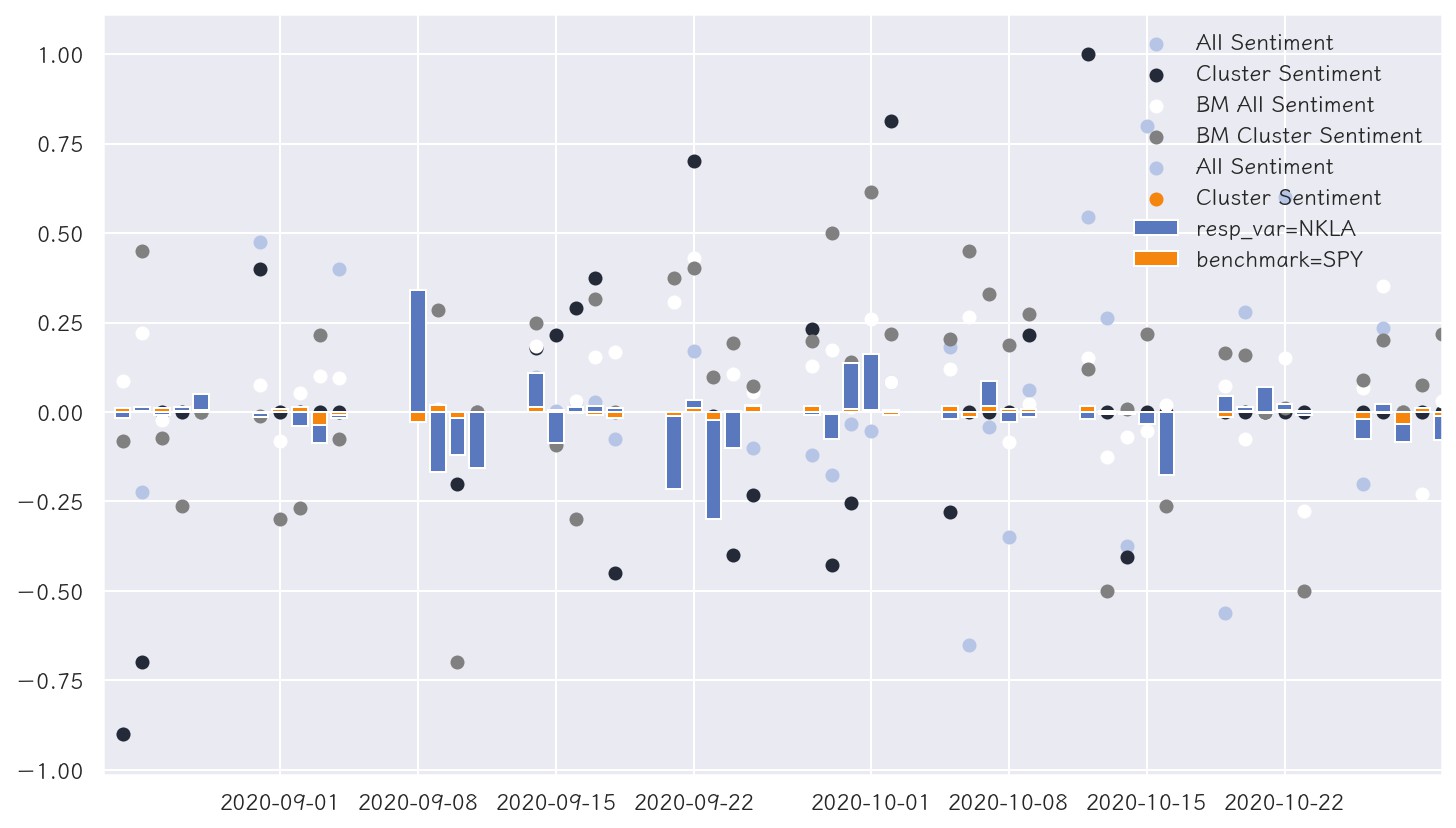 1.00
0.75
0.50
0.25
0.00
−0.25
−0.50
−0.75
−1.00
All Sentiment
Cluster Sentiment
BM All Sentiment
BM Cluster Sentiment
All Sentiment
Cluster Sentiment
resp_var=NKLA
benchmark=SPY
2020-09-01 2020-09-08 2020-09-15 2020-09-22 2020-10-01 2020-10-08 2020-10-15 2020-10-22